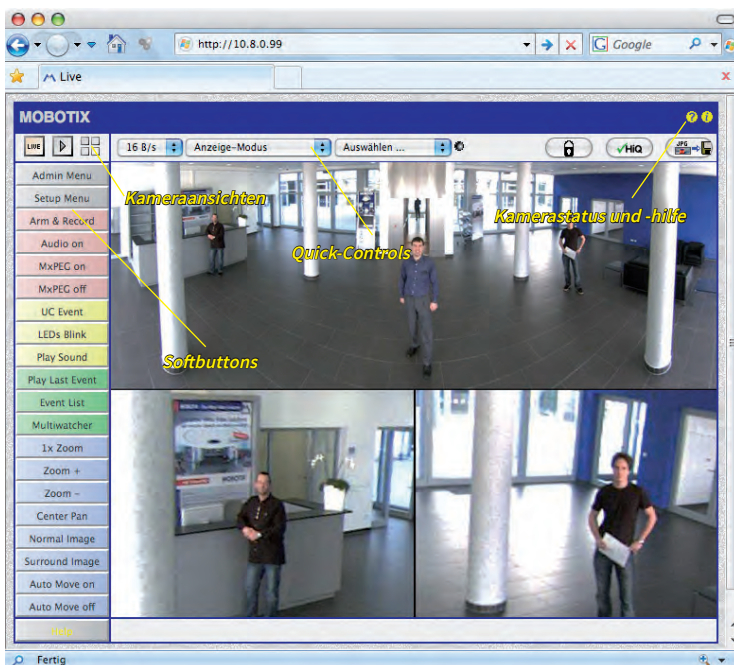 http://10.8.0.99
Google
Live
MOBOTIX
LIVE
16 B/s
Anzeige-Modus
Auswählen ...
HiQ
JPG
Admin Menu
Setup Menu
Arm & Record
Audio on
MxPEG on
MxPEG off
UC Event
LEDs Blink
Play Sound
Play Last Event
Event List
Multiwatcher
1x Zoom
Zoom +
Zoom -
Center Pan
Normal Image
Surround Image
Auto Move on
Auto Move off
Kameraansichten
Kamerastatus und -hilfe
Quick-Controls
Softbuttons
MOBOTIX
Fertig